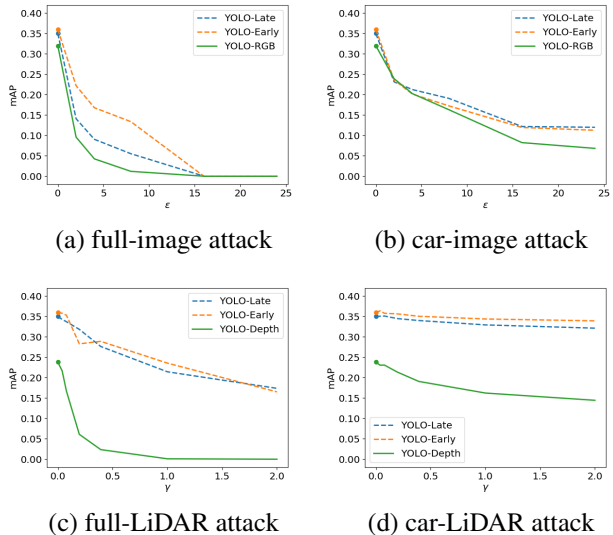 0.40
0.35
0.30
0.25
0.20
0.15
0.10
0.05
0.00
mAP
YOLO-Late
YOLO-Early
YOLO-RGB
0 5 10 15 20 25
ε
(a) full-image attack
0.40
0.35
0.30
0.25
0.20
0.15
0.10
0.05
0.00
mAP
YOLO-Late
YOLO-Early
YOLO-RGB
0 5 10 15 20 25
ε
(b) car-image attack
0.40
0.35
0.30
0.25
0.20
0.15
0.10
0.05
0.00
mAP
YOLO-Late
YOLO-Early
YOLO-Depth
0.0 0.5 1.0 1.5 2.0
γ
(c) full-LiDAR attack
0.40
0.35
0.30
0.25
0.20
0.15
0.10
0.05
0.00
mAP
YOLO-Late
YOLO-Early
YOLO-Depth
0.0 0.5 1.0 1.5 2.0
γ
(d) car-LiDAR attack